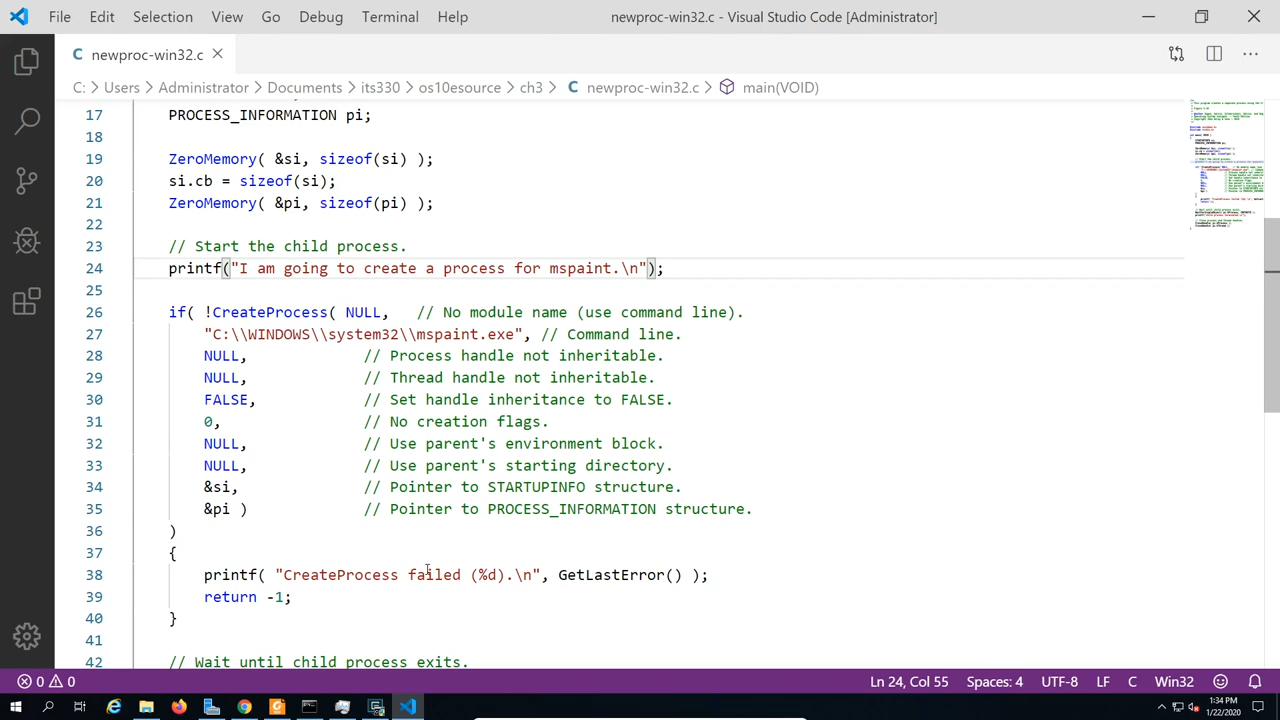 File Edit Selection View Go Debug Terminal Help newproc-win32.c - Visual Studio Code [Administrator]
C newproc-win32.c
C: > Users > Administrator > Documents > its330 > os10esource > ch3 > C newproc-win32.c > main(VOID)
17 PROCESS_INFORMATION pi;
18
19 ZeroMemory( &si, sizeof(si) );
20 si.cb = sizeof(si);
21 ZeroMemory( &pi, sizeof(pi) );
22
23 // Start the child process.
24 printf("I am going to create a process for mspaint.\n");
25
26 if( !CreateProcess( NULL, // No module name (use command line).
27 "C:\\WINDOWS\\system32\\mspaint.exe", // Command line.
28 NULL, // Process handle not inheritable.
29 NULL, // Thread handle not inheritable.
30 FALSE, // Set handle inheritance to FALSE.
31 0, // No creation flags.
32 NULL, // Use parent's environment block.
33 NULL, // Use parent's starting directory.
34 &si, // Pointer to STARTUPINFO structure.
35 &pi ) // Pointer to PROCESS_INFORMATION structure.
36 )
37 {
38 printf( "CreateProcess failed (%d).\n", GetLastError() );
39 return -1;
40 }
41
42 // Wait until child process exits.
0 0 Ln 24, Col 55 Spaces: 4 UTF-8 LF C Win32
1:34 PM
1/22/2020